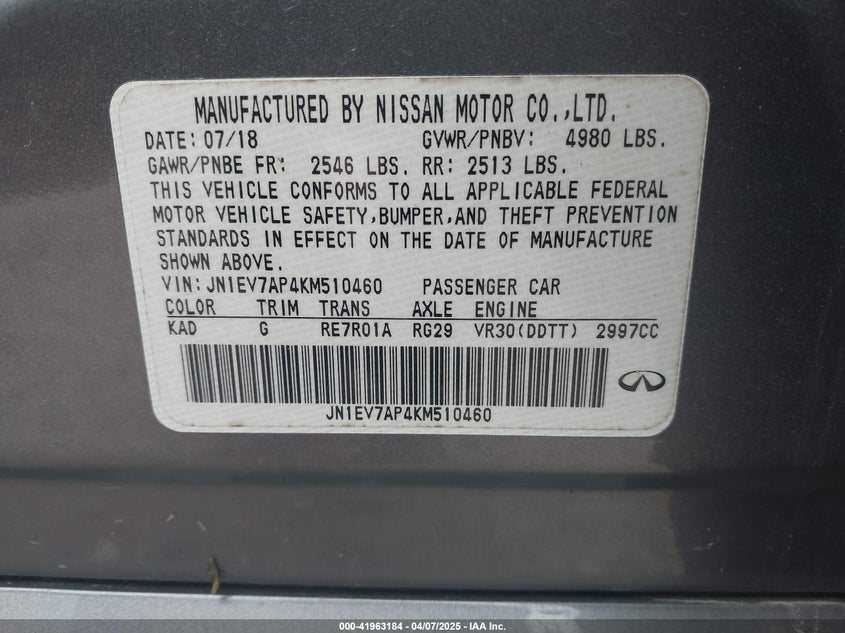 MANUFACTURED BY NISSAN MOTOR CO.,LTD.
DATE: 07/18 GVWR/PNBV: 4980 LBS.
GAWR/PNBE FR: 2546 LBS. RR: 2513 LBS.
THIS VEHICLE CONFORMS TO ALL APPLICABLE FEDERAL
MOTOR VEHICLE SAFETY,BUMPER,AND THEFT PREVENTION
STANDARDS IN EFFECT ON THE DATE OF MANUFACTURE
SHOWN ABOVE.
VIN: JN1EV7AP4KM510460 PASSENGER CAR
COLOR TRIM TRANS AXLE ENGINE
KAD G RE7R01A RG29 VR30(DDTT) 2997CC
JN1EV7AP4KM510460
000-41963184 - 04/07/2025 - IAA Inc.